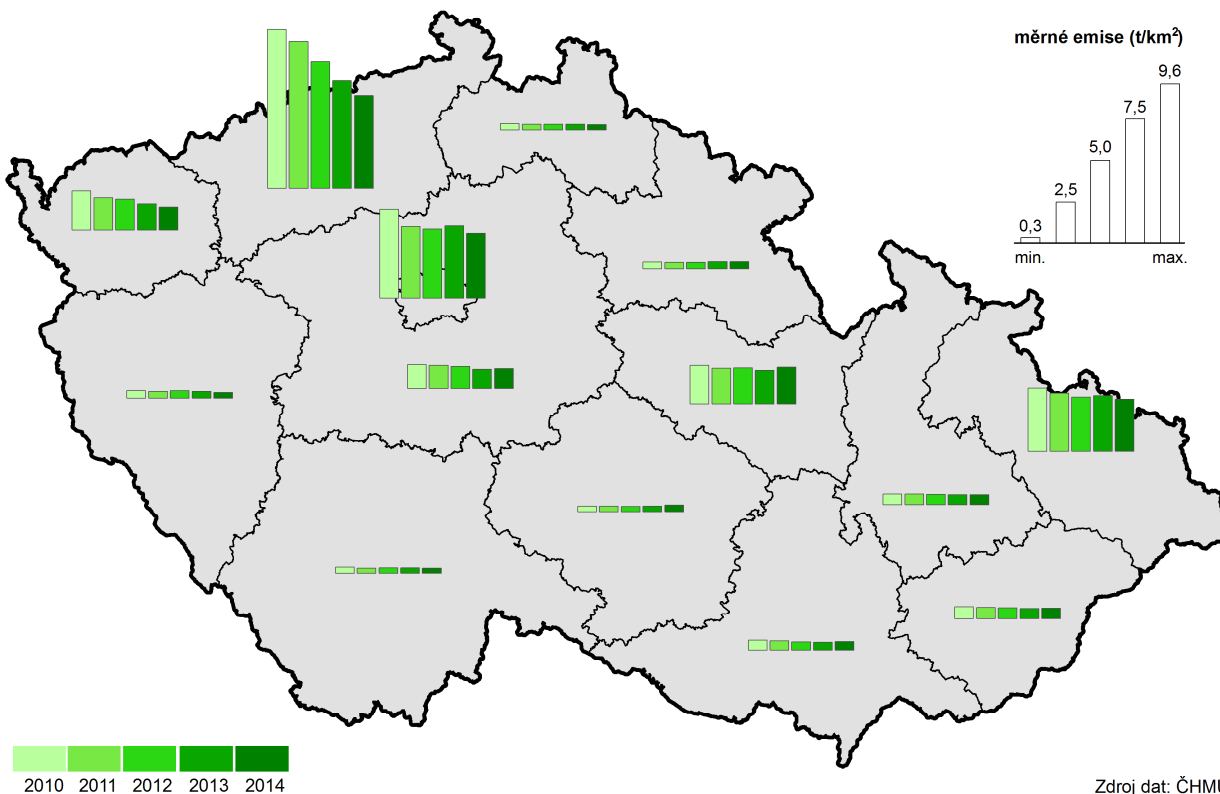 měrné emise (t/km²)
9,6
7,5
5,0
2,5
0,3
min. max.
2010 2011 2012 2013 2014
Zdroj dat: